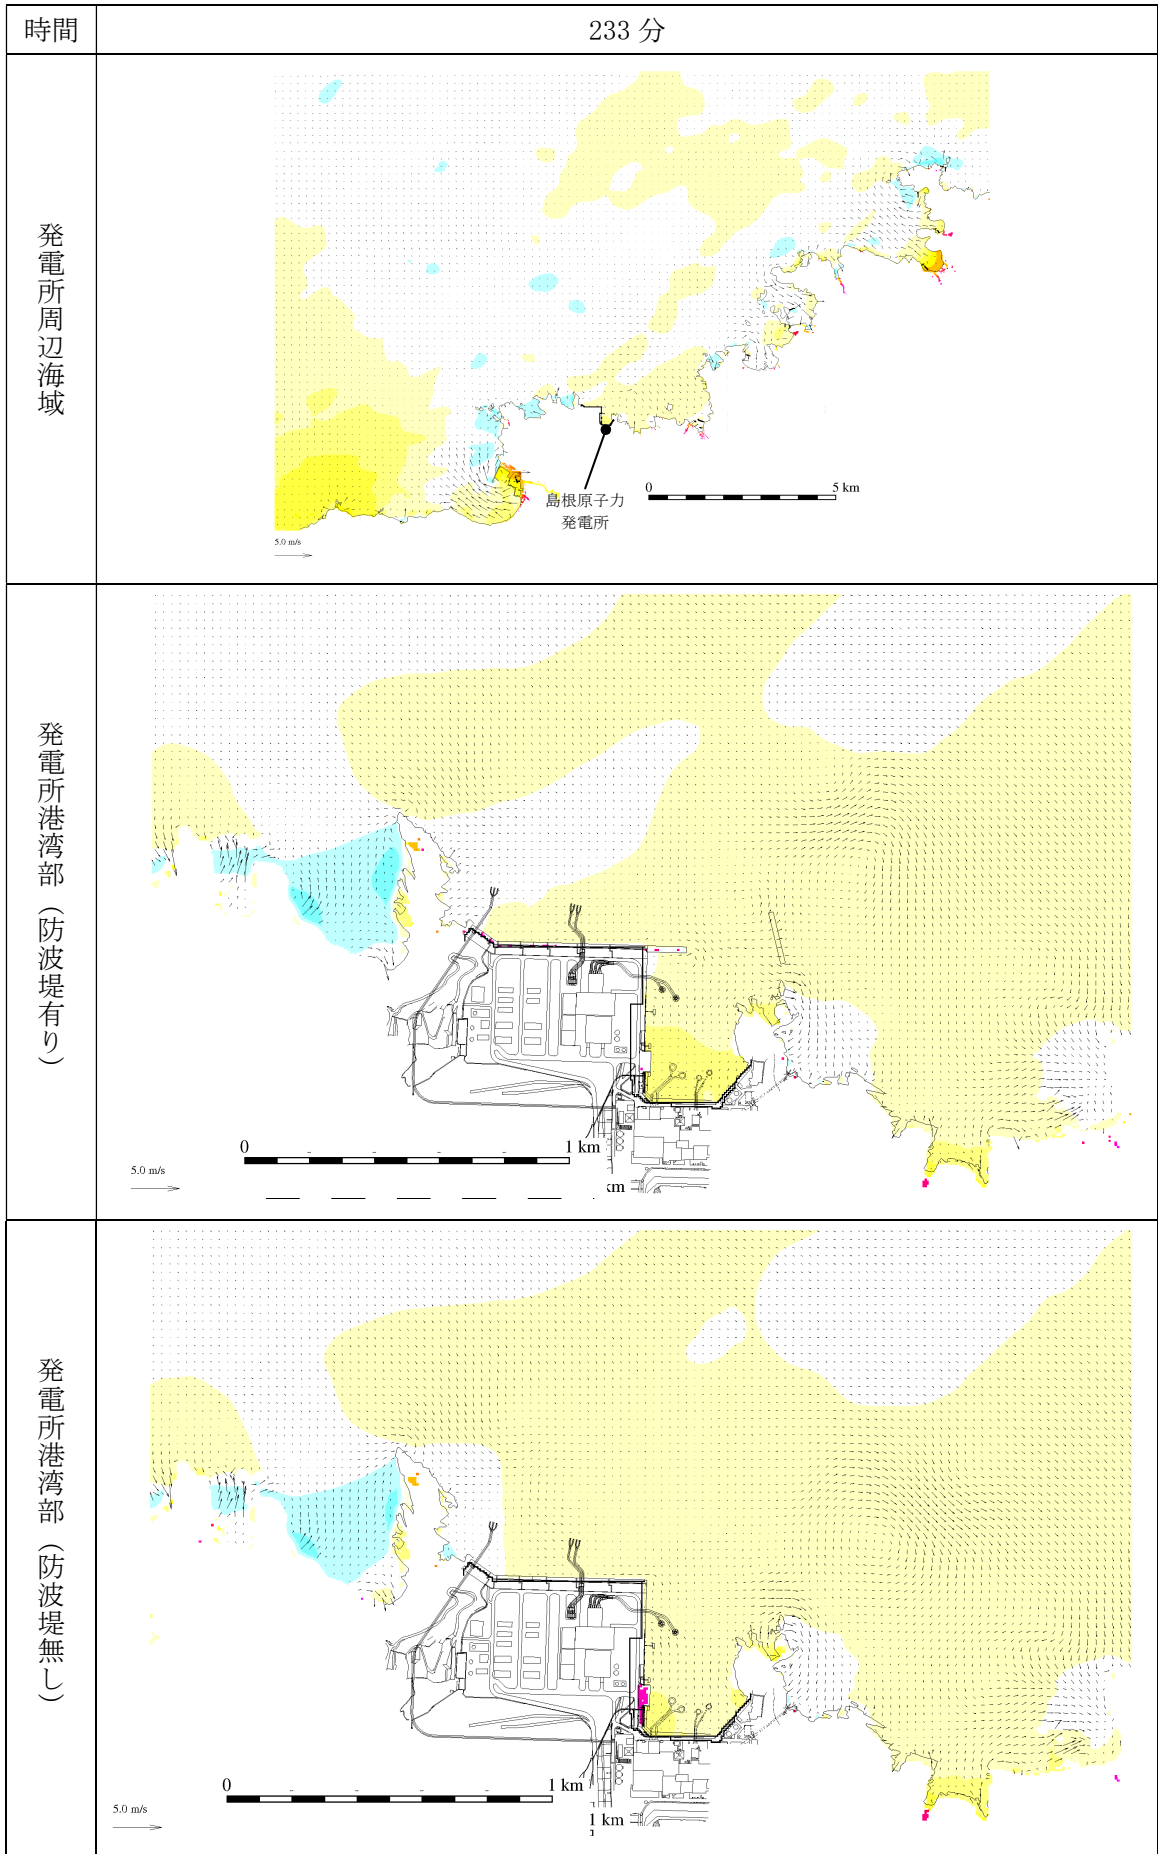 時間
233 分
発電所周辺海域
島根原子力
発電所
0
5 km
5.0 m/s
発電所港湾部（防波堤有り）
0
1 km
5.0 m/s
km
発電所港湾部（防波堤無し）
0
1 km
5.0 m/s
1 km